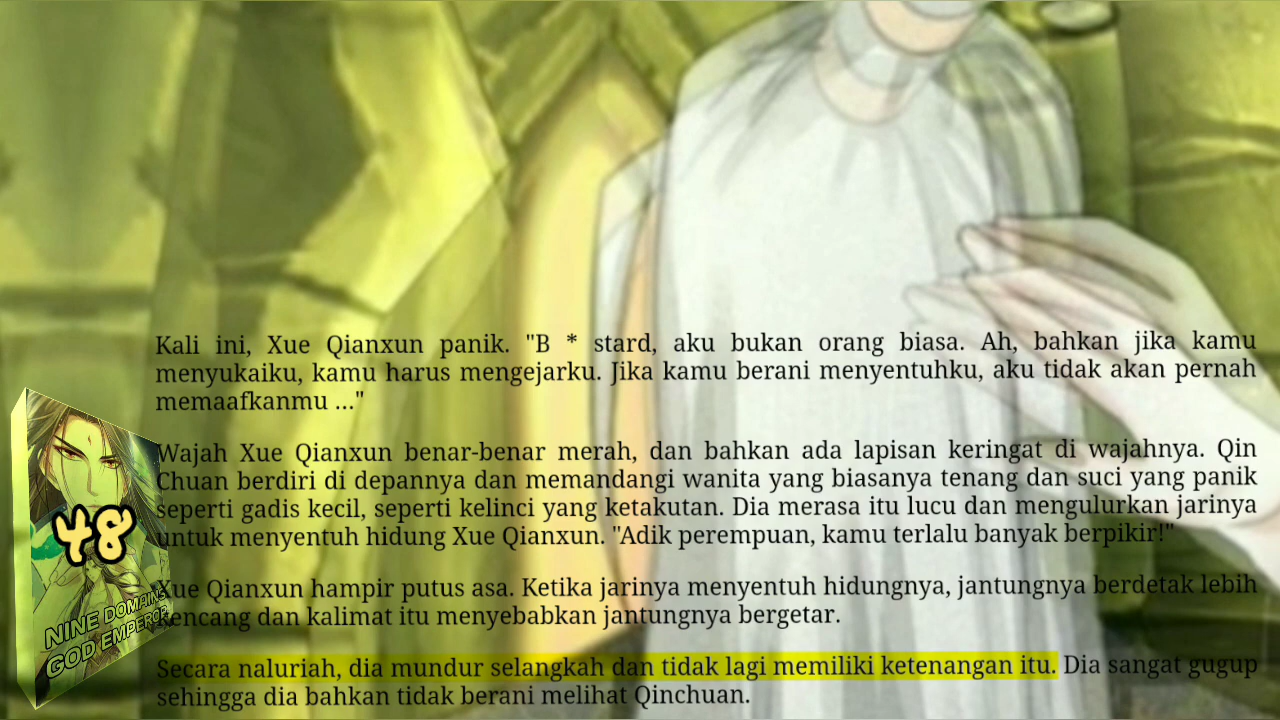 Kali ini, Xue Qianxun panik. "B * stard, aku bukan orang biasa. Ah, bahkan jika kamu
menyukaiku, kamu harus mengejarku. Jika kamu berani menyentuhku, aku tidak akan pernah
memaafkanmu ..."
Wajah Xue Qianxun benar-benar merah, dan bahkan ada lapisan keringat di wajahnya. Qin
Chuan berdiri di depannya dan memandangi wanita yang biasanya tenang dan suci yang panik
seperti gadis kecil, seperti kelinci yang ketakutan. Dia merasa itu lucu dan mengulurkan jarinya
untuk menyentuh hidung Xue Qianxun. "Adik perempuan, kamu terlalu banyak berpikir!"
Xue Qianxun hampir putus asa. Ketika jarinya menyentuh hidungnya, jantungnya berdetak lebih
kencang dan kalimat itu menyebabkan jantungnya bergetar.
Secara naluriah, dia mundur selangkah dan tidak lagi memiliki ketenangan itu. Dia sangat gugup
sehingga dia bahkan tidak berani melihat Qinchuan.
48
NINE DOMAINS
GOD EMPEROR